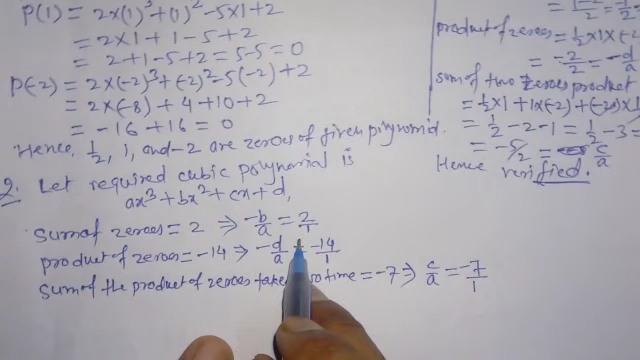 P(1) = 2×(1)³+(1)²-5×1+2
= 2×1+1-5+2
= 2+1-5+2=5-5=0
P(-2) = 2×(-2)³+(-2)²-5(-2)+2
= 2×(-8)+4+10+2
= -16+16=0
Hence, 1/2, 1, and -2 are zeroes of given polynomial.
2. Let required cubic polynomial is
ax³+bx²+cx+d,
Sum of zeroes = 2 ⇒ -b/a = 2/1
product of zeroes = -14 ⇒ -d/a = -14/1
Sum of the product of zeroes taken two time = -7 ⇒ c/a = -7/1
product of zeroes = 1/2×1×(-2
= -2/2 = -d/a
sum of two zeroes product
= 1/2×1+1×(-2)+(-2)×1/
= 1/2-2-1 = 1/2-3=
= -5/2 = c/a
Hence verified.